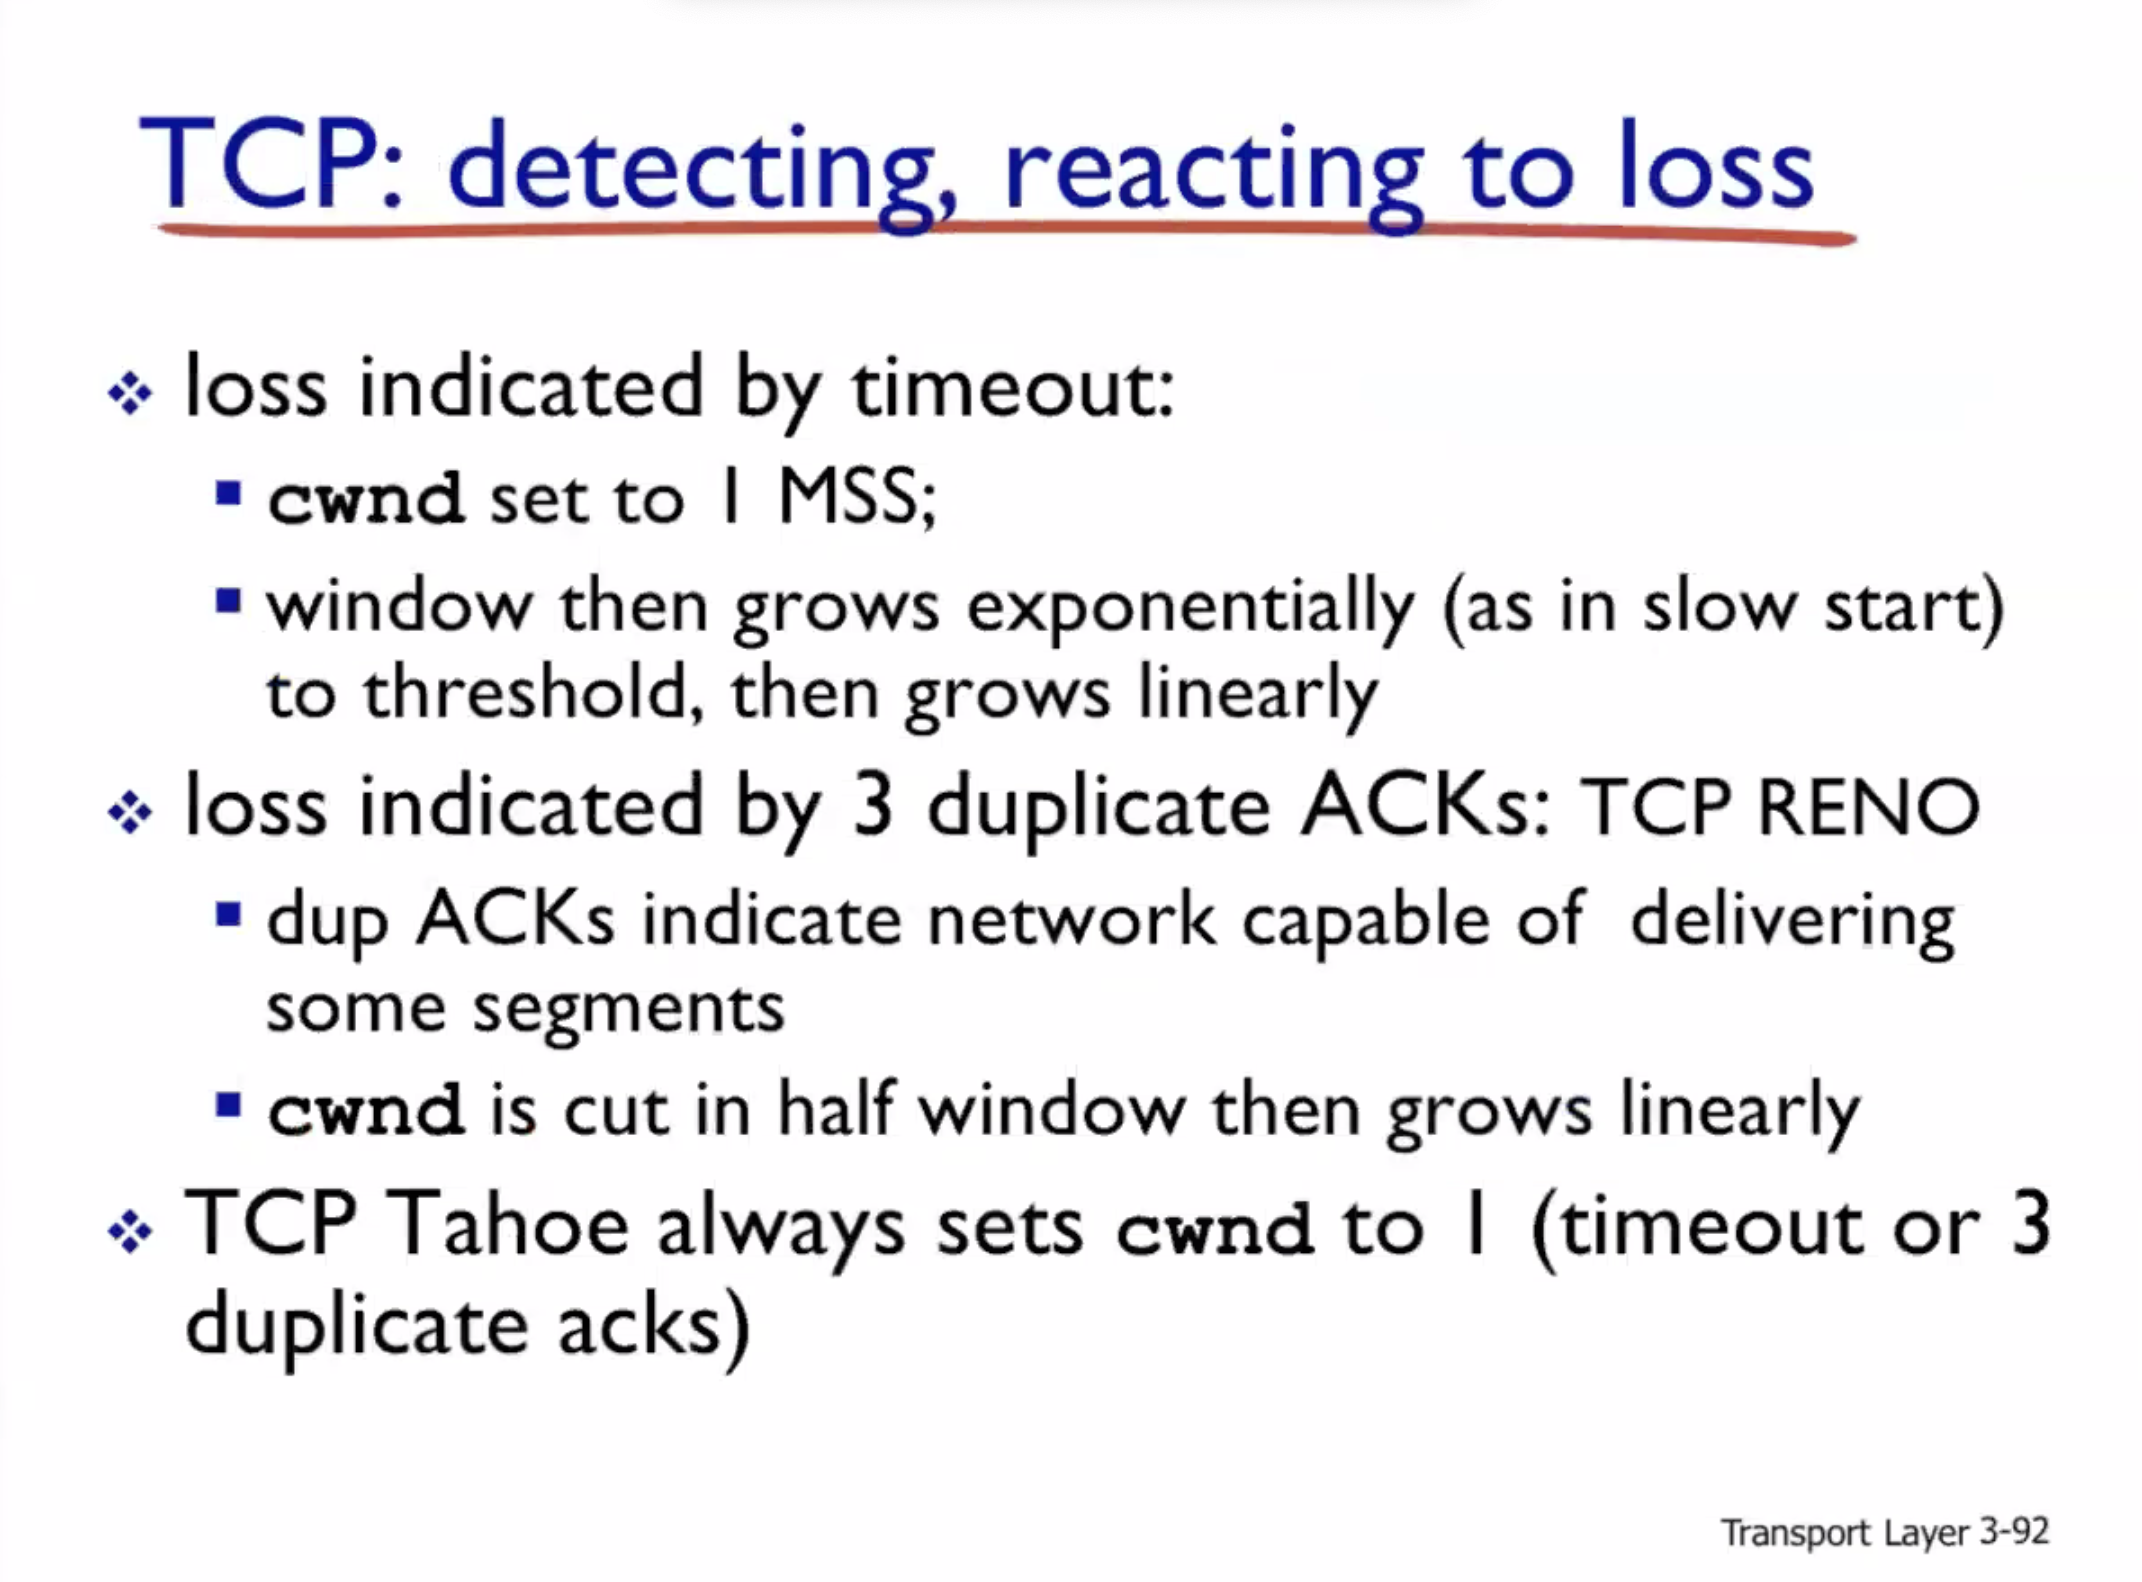 TCP: detecting, reacting to loss
❖ loss indicated by timeout:
▪ cwnd set to 1 MSS;
▪ window then grows exponentially (as in slow start)
to threshold, then grows linearly
❖ loss indicated by 3 duplicate ACKs: TCP RENO
▪ dup ACKs indicate network capable of delivering
some segments
▪ cwnd is cut in half window then grows linearly
❖ TCP Tahoe always sets cwnd to 1 (timeout or 3
duplicate acks)
Transport Layer 3-92